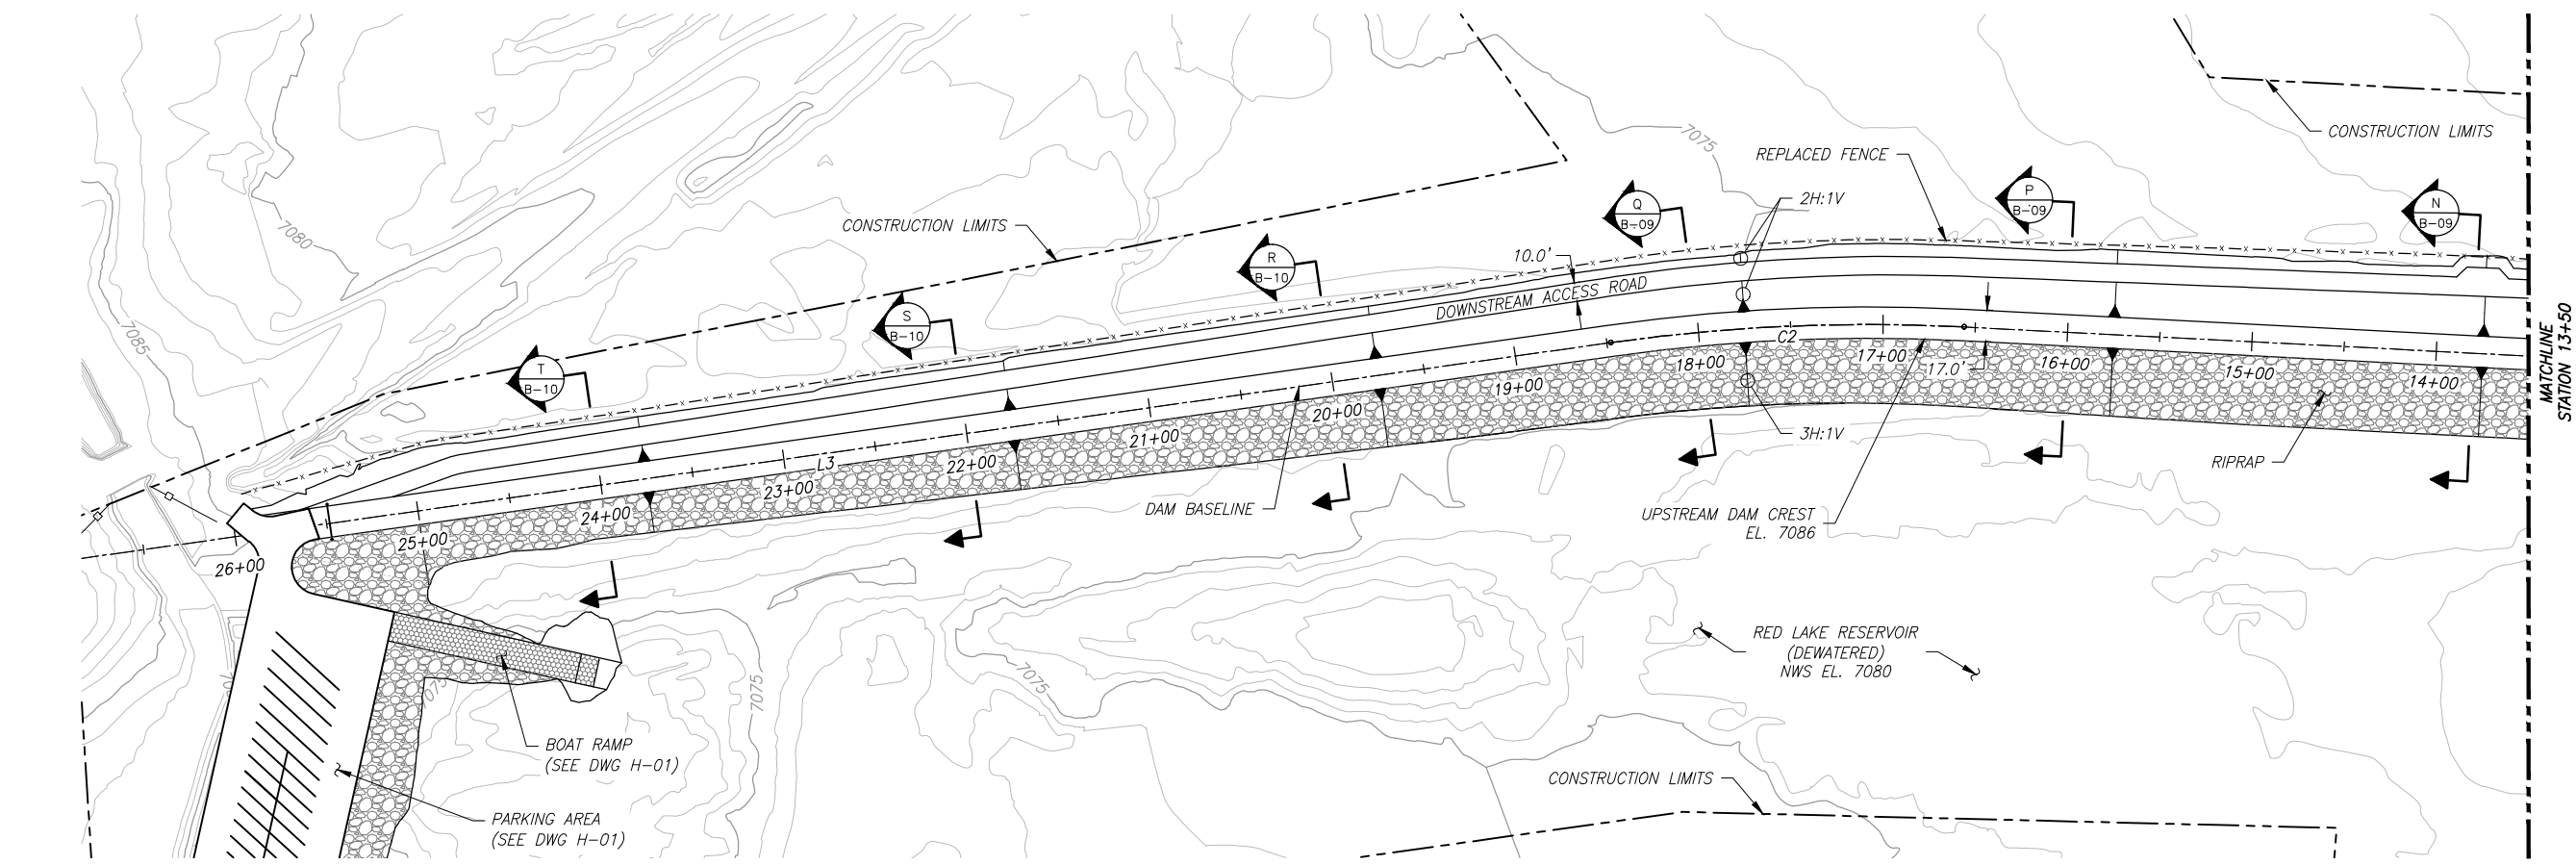 CONSTRUCTION LIMITS
7075
REPLACED FENCE
2H:1V
P
B-09
Q
B-09
N
B-09
CONSTRUCTION LIMITS
7080
R
B-10
10.0'
DOWNSTREAM ACCESS ROAD
S
B-10
7085
T
B-10
C2
17.0'
MATCHLINE
STATION 13+50
14+00
15+00
16+00
17+00
18+00
19+00
20+00
21+00
22+00
23+00
24+00
25+00
26+00
L3
3H:1V
RIPRAP
DAM BASELINE
UPSTREAM DAM CREST
EL. 7086
RED LAKE RESERVOIR
(DEWATERED)
NWS EL. 7080
7075
7075
7075
BOAT RAMP
(SEE DWG H-01)
CONSTRUCTION LIMITS
PARKING AREA
(SEE DWG H-01)